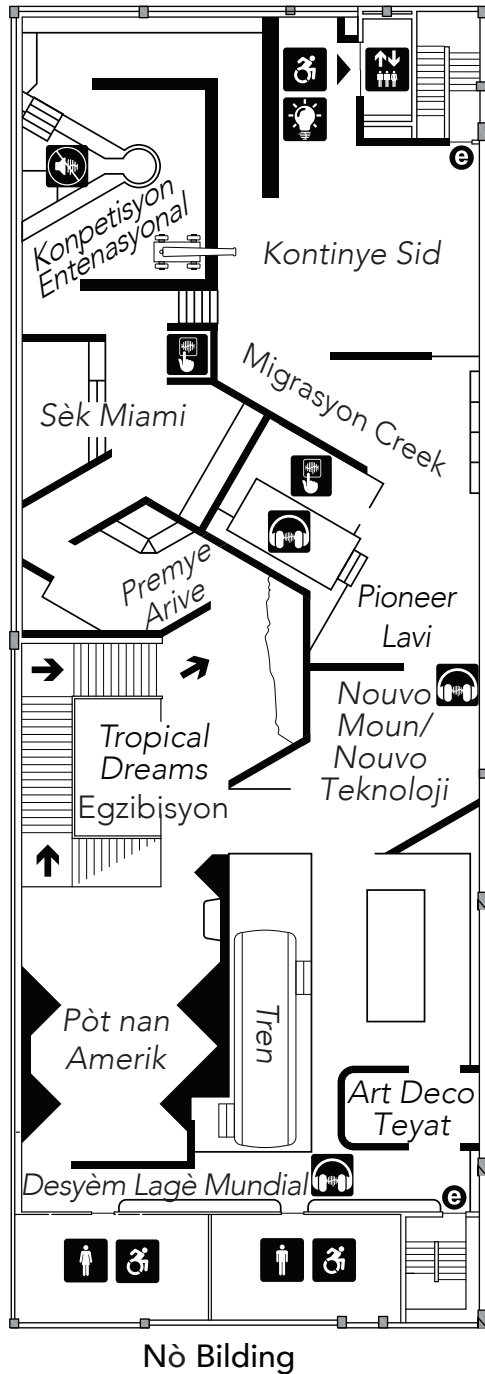 e
Konpetisyon
Entènasyonal
Kontinye Sid
Migrasyon Creek
Sèk Miami
Premye
Arive
Pioneer
Lavi
Nouvo
Moun/
Nouvo
Teknoloji
Tropical
Dreams
Egzibisyon
Pòt nan
Amerik
Tren
Art Deco
Teyat
Desyèm Lagè Mundial
e
Nò Bilding